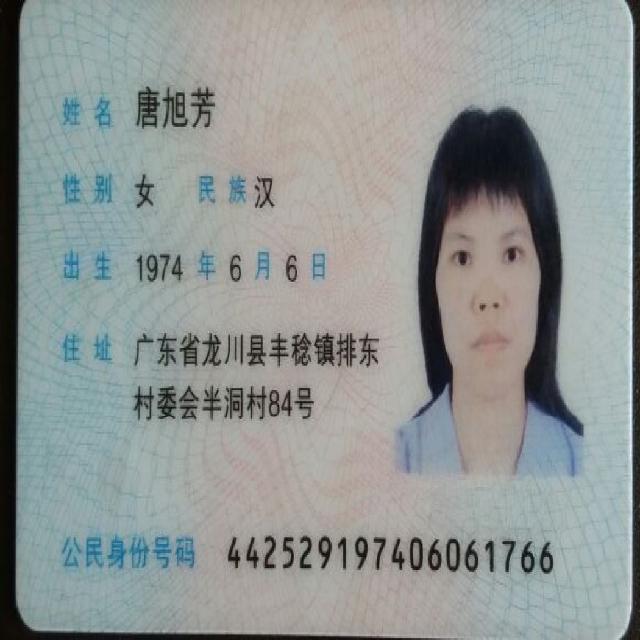 姓名 唐旭芳
性别 女 民族 汉
出生 1974 年 6 月 6 日
住址 广东省龙川县丰稔镇排东
村委会半洞村84号
公民身份号码 442529197406061766